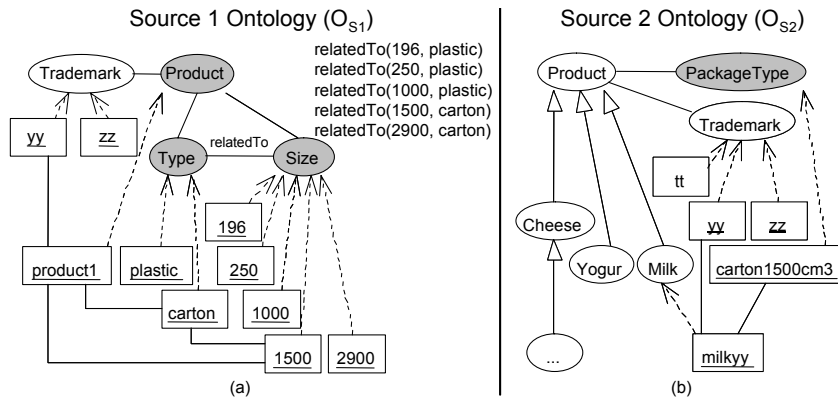 Source 1 Ontology (OS1)
Source 2 Ontology (OS2)
Trademark
Product
relatedTo(196, plastic)
relatedTo(250, plastic)
relatedTo(1000, plastic)
relatedTo(1500, carton)
relatedTo(2900, carton)
yy
zz
Type
relatedTo
Size
196
product1
plastic
250
carton
1000
1500
2900
(a)
Product
PackageType
Trademark
tt
yy
zz
Cheese
Yogur
Milk
carton1500cm3
...
milkyy
(b)